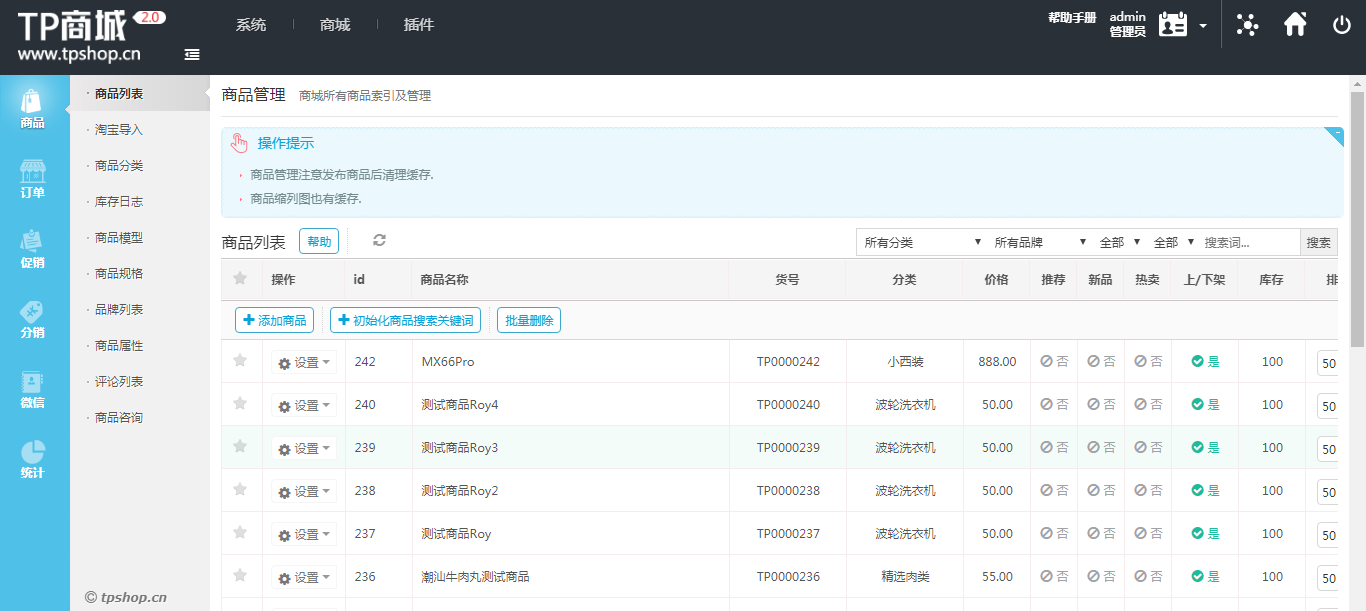 TP商城 2.0
www.tpshop.cn
系统 商城 插件
帮助手册 admin
管理员
商品
订单
促销
分销
微信
统计
· 商品列表
· 淘宝导入
· 商品分类
· 库存日志
· 商品模型
· 商品规格
· 品牌列表
· 商品属性
· 评论列表
· 商品咨询
© tpshop.cn
商品管理 商城所有商品索引及管理
操作提示
· 商品管理注意发布商品后清理缓存.
· 商品缩列图也有缓存.
商品列表 帮助 所有分类 所有品牌 全部 全部 搜索词... 搜索
操作 id 商品名称 货号 分类 价格 推荐 新品 热卖 上/下架 库存 排
添加商品 初始化商品搜索关键词 批量删除
设置 242 MX66Pro TP0000242 小西装 888.00 否 否 否 是 100 50
设置 240 测试商品Roy4 TP0000240 波轮洗衣机 50.00 否 否 否 是 100 50
设置 239 测试商品Roy3 TP0000239 波轮洗衣机 50.00 否 否 否 是 100 50
设置 238 测试商品Roy2 TP0000238 波轮洗衣机 50.00 否 否 否 是 100 50
设置 237 测试商品Roy TP0000237 波轮洗衣机 50.00 否 否 否 是 100 50
设置 236 潮汕牛肉丸测试商品 TP0000236 精选肉类 55.00 否 否 否 是 100 50